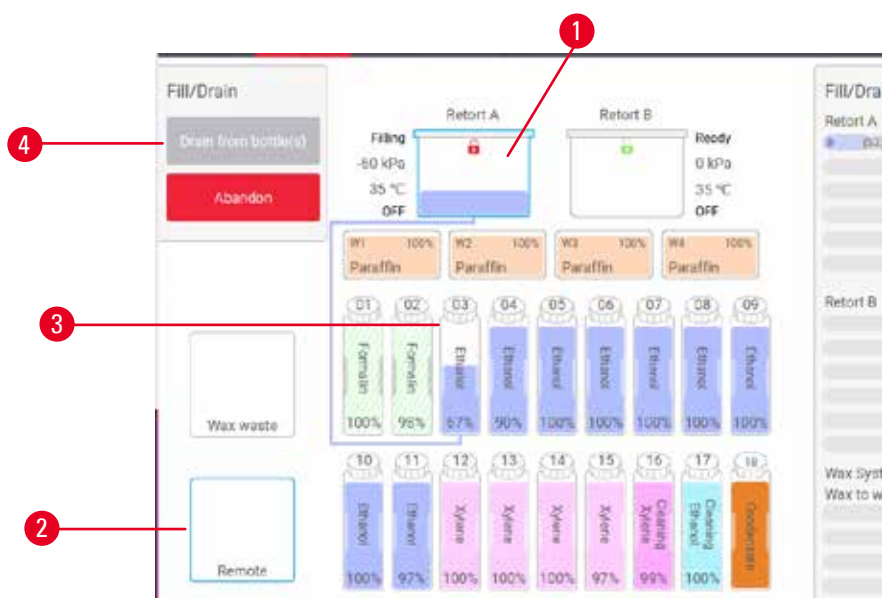 1
Fill/Drain
Fill/Dra
Retort A
Retort B
Retort A
4
Drain from bottle(s)
Filling
Ready
-60 kPa
0 kPa
Abandon
35 °C
35 °C
OFF
OFF
W1 100%
W2 100%
W3 100%
W4 100%
Paraffin
Paraffin
Paraffin
Paraffin
3
01 02 03 04 05 06 07 08 09
Retort B
Formalin
Formalin
Ethanol
Ethanol
Ethanol
Ethanol
Ethanol
Ethanol
Ethanol
100% 98% 67% 90% 100% 100% 100% 100% 100%
Wax waste
10 11 12 13 14 15 16 17 18
Wax Syst
Wax to w
2
Ethanol
Ethanol
Xylene
Xylene
Xylene
Xylene
Cleaning
Xylene
Cleaning
Ethanol
Condensate
Remote
100% 97% 100% 100% 100% 97% 99% 100%